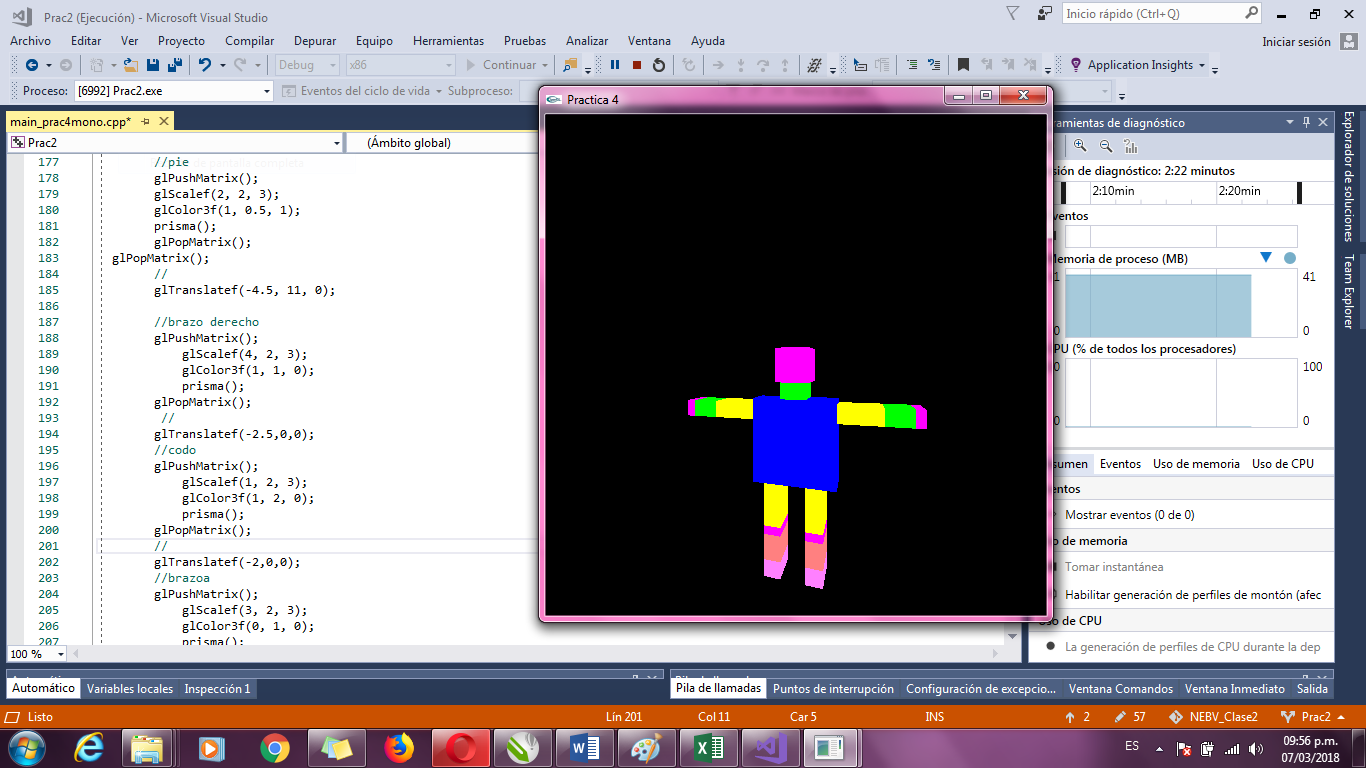 Prac2 (Ejecución) - Microsoft Visual Studio
Inicio rápido (Ctrl+Q)
Archivo Editar Ver Proyecto Compilar Depurar Equipo Herramientas Pruebas Analizar Ventana Ayuda
Iniciar sesión
Debug x86 Continuar Application Insights
Proceso: [6992] Prac2.exe Eventos del ciclo de vida Subproceso:
Practica 4
main_prac4mono.cpp*
Prac2 (Ámbito global)
177 //pie
178 glPushMatrix();
179 glScalef(2, 2, 3);
180 glColor3f(1, 0.5, 1);
181 prisma();
182 glPopMatrix();
183 glPopMatrix();
184 //
185 glTranslatef(-4.5, 11, 0);
186
187 //brazo derecho
188 glPushMatrix();
189 glScalef(4, 2, 3);
190 glColor3f(1, 1, 0);
191 prisma();
192 glPopMatrix();
193 //
194 glTranslatef(-2.5,0,0);
195 //codo
196 glPushMatrix();
197 glScalef(1, 2, 3);
198 glColor3f(1, 2, 0);
199 prisma();
200 glPopMatrix();
201 //
202 glTranslatef(-2,0,0);
203 //brazoa
204 glPushMatrix();
205 glScalef(3, 2, 3);
206 glColor3f(0, 1, 0);
207 prisma();
100 %
ramientas de diagnóstico
sión de diagnóstico: 2:22 minutos
2:10min 2:20min
ventos
Memoria de proceso (MB)
41
0 0
CPU (% de todos los procesadores)
100
0 0
umen Eventos Uso de memoria Uso de CPU
entos
Mostrar eventos (0 de 0)
o de memoria
Tomar instantánea
Habilitar generación de perfiles de montón (afec
Uso de CPU
La generación de perfiles de CPU durante la dep
Explorador de soluciones
Team Explorer
Automático Variables locales Inspección 1
Pila de llamadas Puntos de interrupción Configuración de excepcio... Ventana Comandos Ventana Inmediato Salida
Listo Lín 201 Col 11 Car 5 INS 2 57 NEBV_Clase2 Prac2
ES
09:56 p.m.
07/03/2018